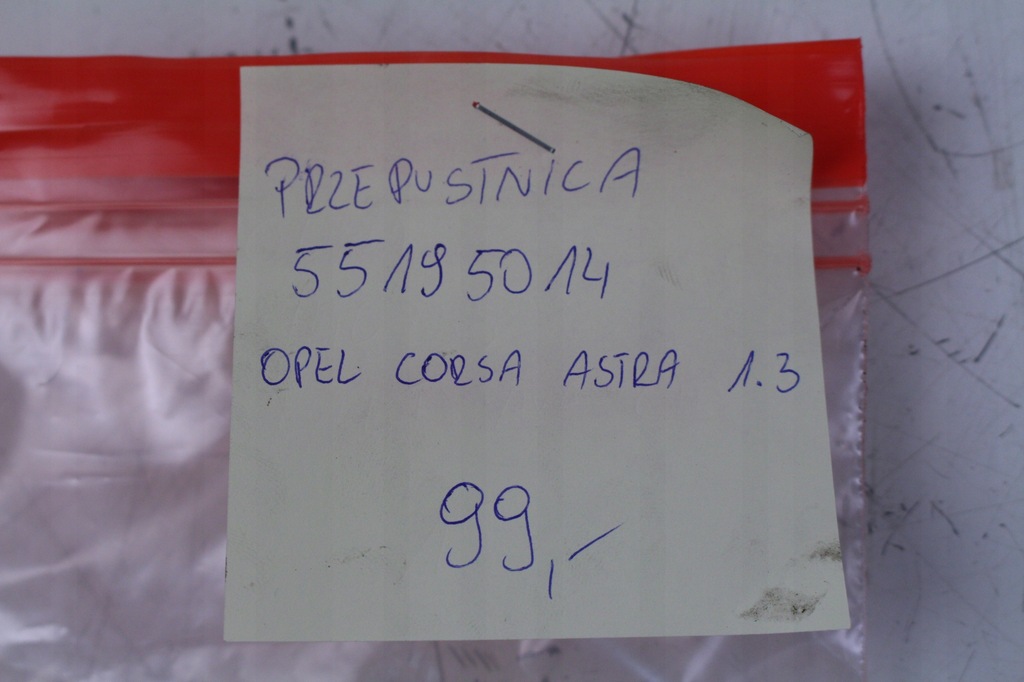 PRZEPUSTNICA
55195014
OPEL CORSA ASTRA 1.3
99,-